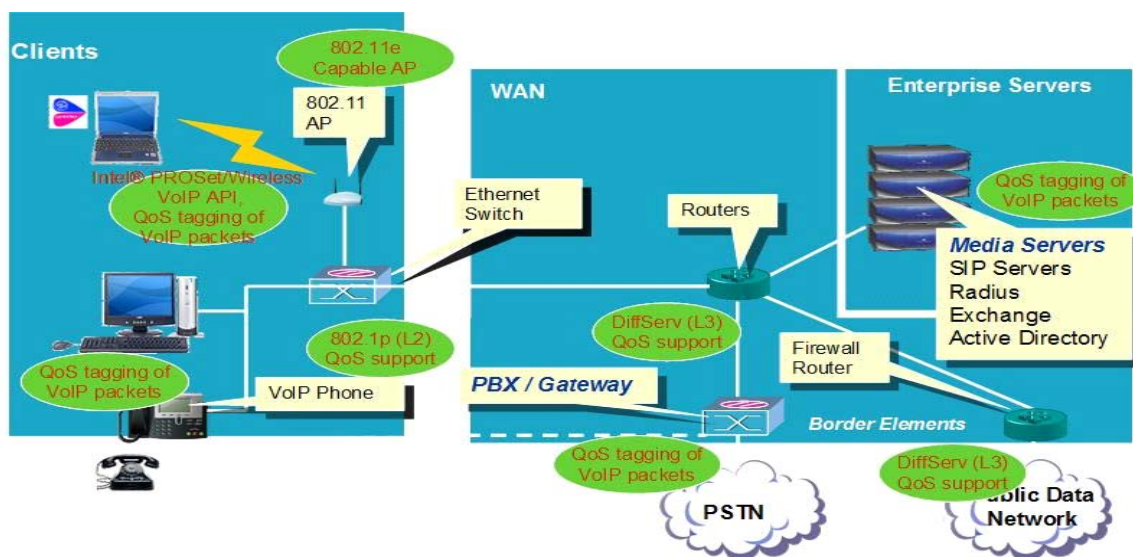 Clients
802.11e
Capable AP
802.11
AP
Intel® PROSet/Wireless
VoIP API,
QoS tagging of
VoIP packets
Ethernet
Switch
802.1p (L2)
QoS support
QoS tagging of
VoIP packets
VoIP Phone
WAN
Routers
DiffServ (L3)
QoS support
PBX / Gateway
Firewall
Router
Border Elements
QoS tagging of
VoIP packets
PSTN
DiffServ (L3)
QoS support
ublic Data
Network
Enterprise Servers
QoS tagging of
VoIP packets
Media Servers
SIP Servers
Radius
Exchange
Active Directory